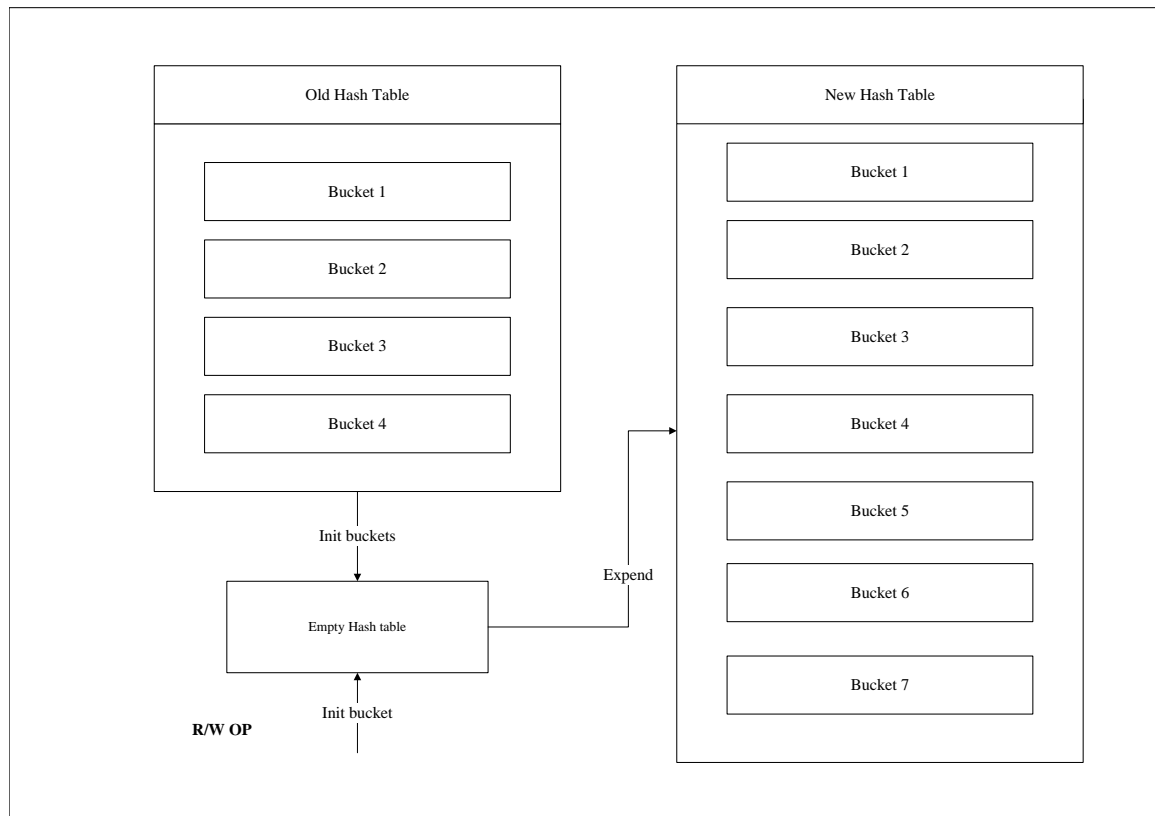 Old Hash Table
Bucket 1
Bucket 2
Bucket 3
Bucket 4
Init buckets
Empty Hash table
Init bucket
R/W OP
Expend
New Hash Table
Bucket 1
Bucket 2
Bucket 3
Bucket 4
Bucket 5
Bucket 6
Bucket 7